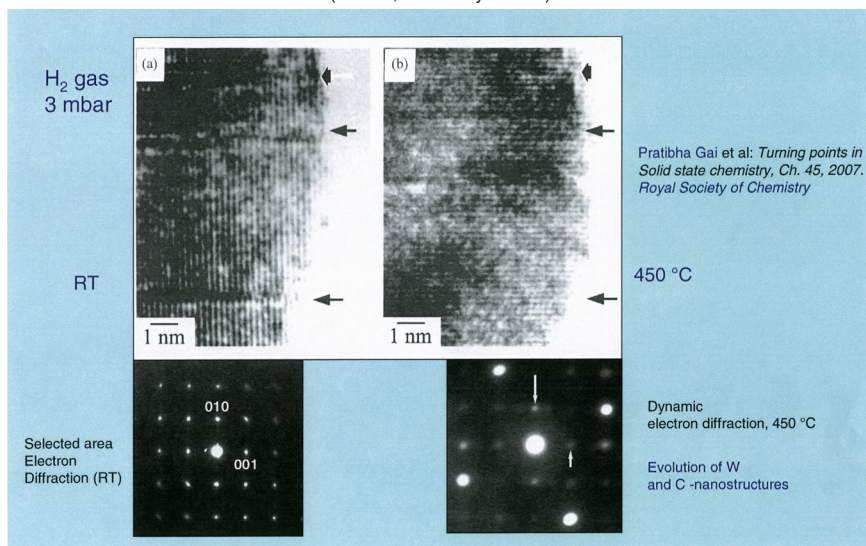 (a)
(b)
H2 gas
3 mbar
Pratibha Gai et al: Turning points in
Solid state chemistry, Ch. 45, 2007.
Royal Society of Chemistry
RT
450 °C
1 nm
1 nm
010
001
Selected area
Electron
Diffraction (RT)
Dynamic
electron diffraction, 450 °C
Evolution of W
and C -nanostructures